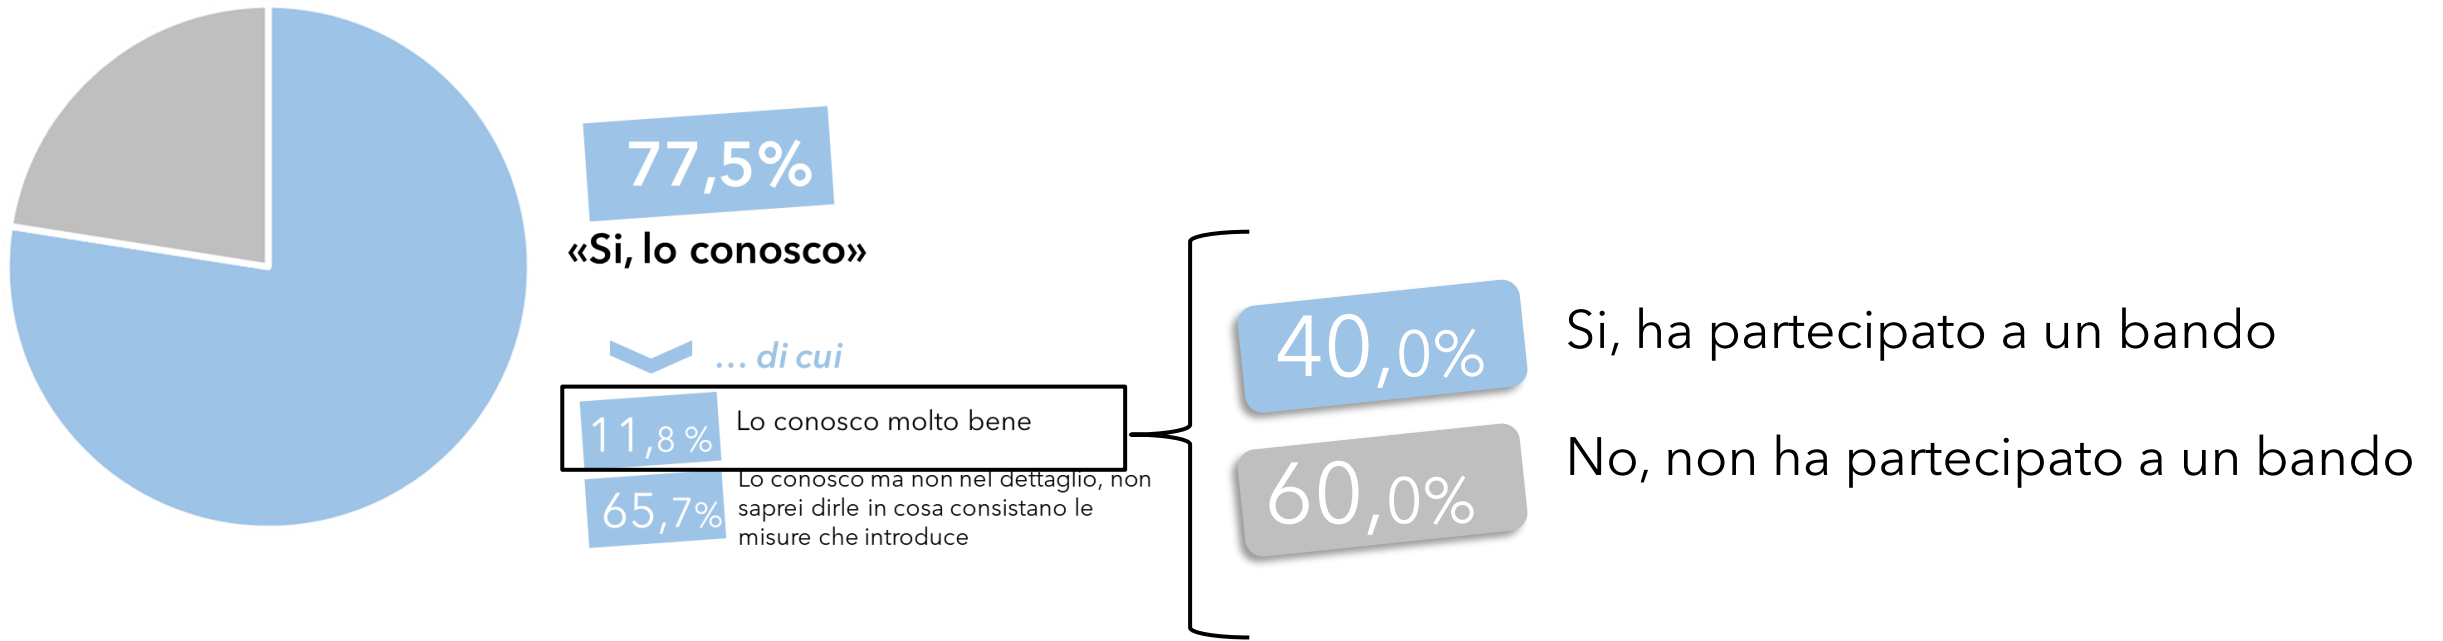 77,5%
«Si, lo conosco»
... di cui
11,8 %
Lo conosco molto bene
65,7%
Lo conosco ma non nel dettaglio, non
saprei dirle in cosa consistano le
misure che introduce
40,0%
Si, ha partecipato a un bando
60,0%
No, non ha partecipato a un bando